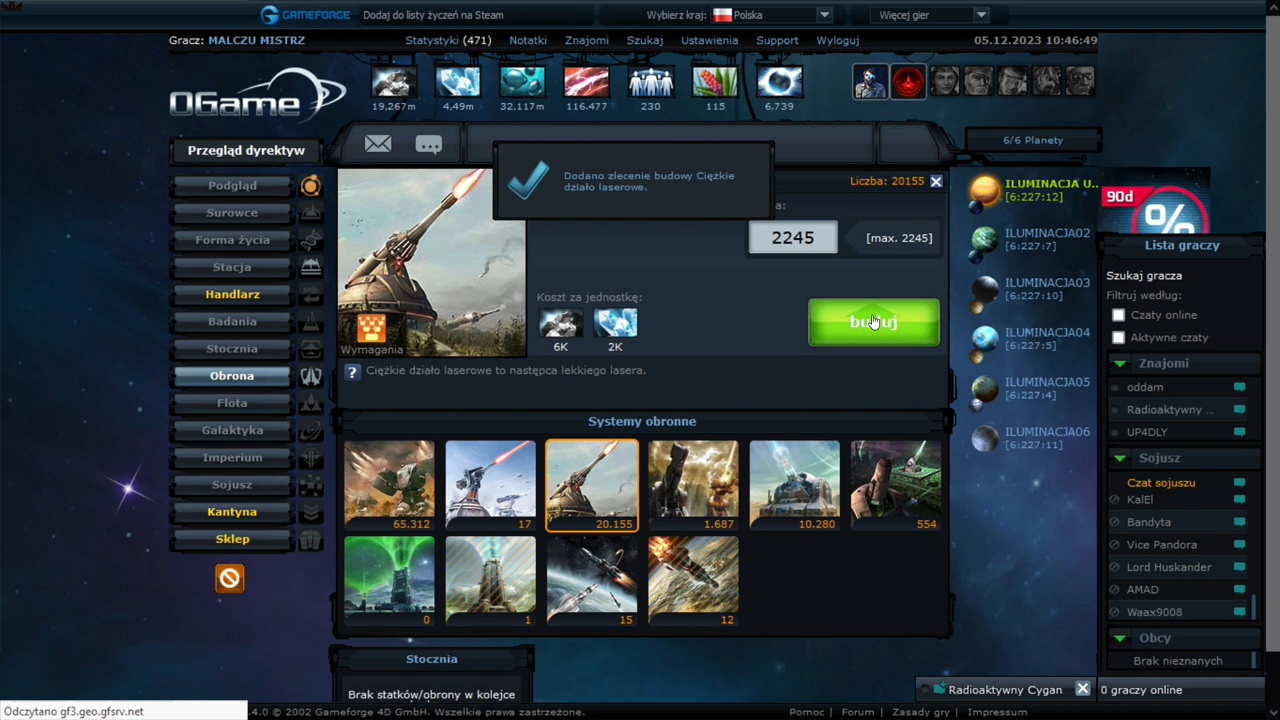 GAMEFORGE
Dodaj do listy życzeń na Steam
Wybierz kraj: Polska
Więcej gier
Gracz: MALCZU MISTRZ
Statystyki (471) Notatki Znajomi Szukaj Ustawienia Support Wyloguj
05.12.2023 10:46:49
OGame
19,267m 4,49m 32,117m 116.477 230 115 6.739
Przegląd dyrektyw
Podgląd
Surowce
Forma życia
Stacja
Handlarz
Badania
Stocznia
Obrona
Flota
Galaktyka
Imperium
Sojusz
Kantyna
Sklep
Dodano zlecenie budowy Ciężkie
działo laserowe.
Liczba: 20155
a:
2245
[max. 2245]
Koszt za jednostkę:
6K 2K
Wymagania
? Ciężkie działo laserowe to następca lekkiego lasera.
Systemy obronne
65.312 17 20.155 1.687 10.280 554
0 1 15 12
Stocznia
Brak statków/obrony w kolejce
6/6 Planety
ILUMINACJA U..
[6:227:12]
ILUMINACJA02
[6:227:7]
ILUMINACJA03
[6:227:10]
ILUMINACJA04
[6:227:5]
ILUMINACJA05
[6:227:4]
ILUMINACJA06
[6:227:11]
90d
%
Lista graczy
Szukaj gracza
Filtruj według:
Czaty online
Aktywne czaty
Znajomi
oddam
Radioaktywny ...
UP4DLY
Sojusz
Czat sojuszu
KalEl
Bandyta
Vice Pandora
Lord Huskander
AMAD
Waax9008
Obcy
Brak nieznanych
Radioaktywny Cygan
0 graczy online
Odczytano gf3.geo.gfsrv.net
.4.0 © 2002 Gameforge 4D GmbH. Wszelkie prawa zastrzeżone.
Pomoc | Forum | Zasady gry | Impressum